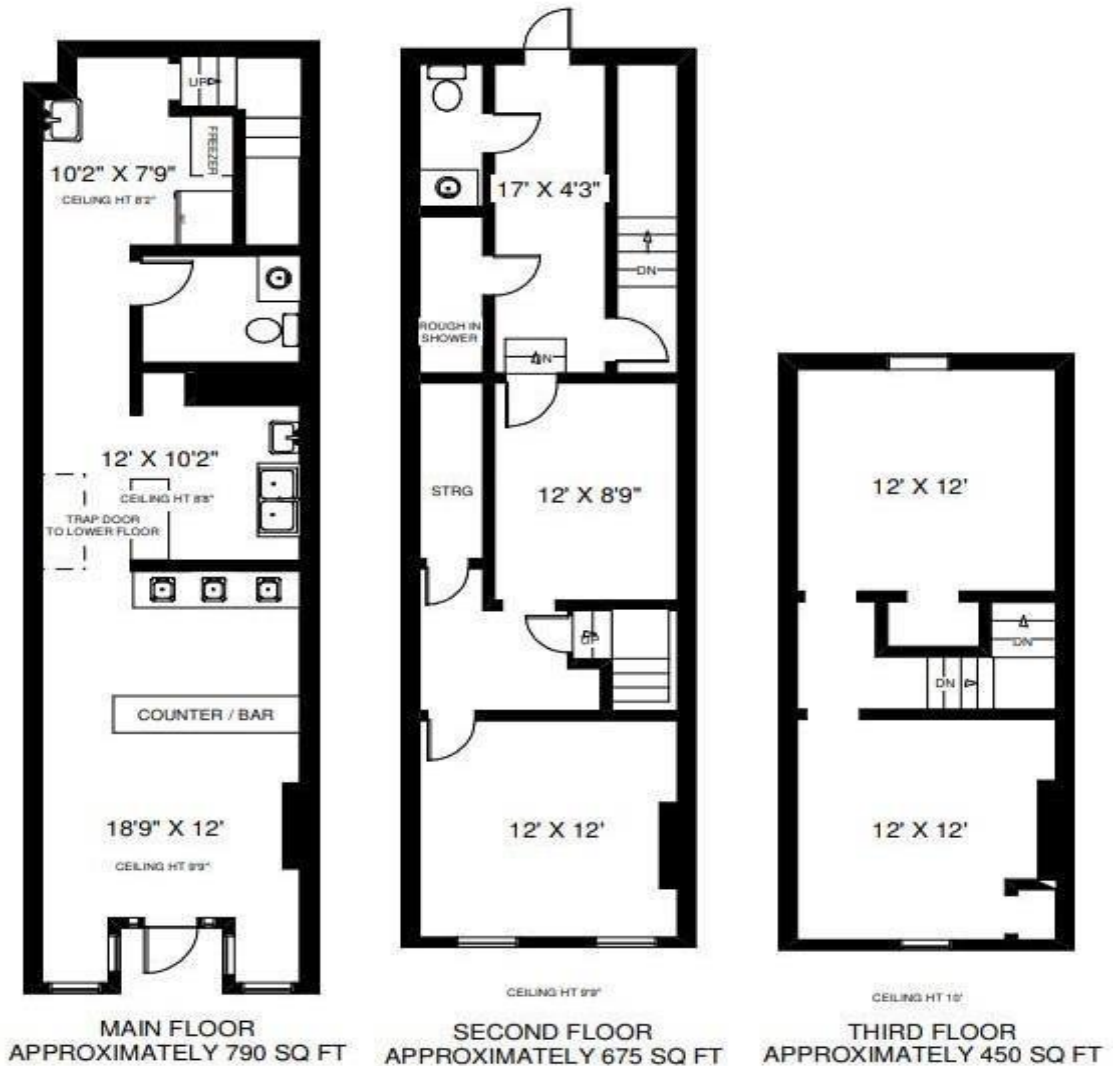 UP
FREEZER
10'2" X 7'9"
CEILING HT 8'2"
12' X 10'2"
CEILING HT 8'8"
TRAP DOOR
TO LOWER FLOOR
COUNTER / BAR
18'9" X 12'
CEILING HT 9'9"
MAIN FLOOR
APPROXIMATELY 790 SQ FT
17' X 4'3"
DN
ROUGH IN
SHOWER
DN
STRG
12' X 8'9"
UP
12' X 12'
CEILING HT 9'9"
SECOND FLOOR
APPROXIMATELY 675 SQ FT
12' X 12'
DN
DN
12' X 12'
CEILING HT 10'
THIRD FLOOR
APPROXIMATELY 450 SQ FT